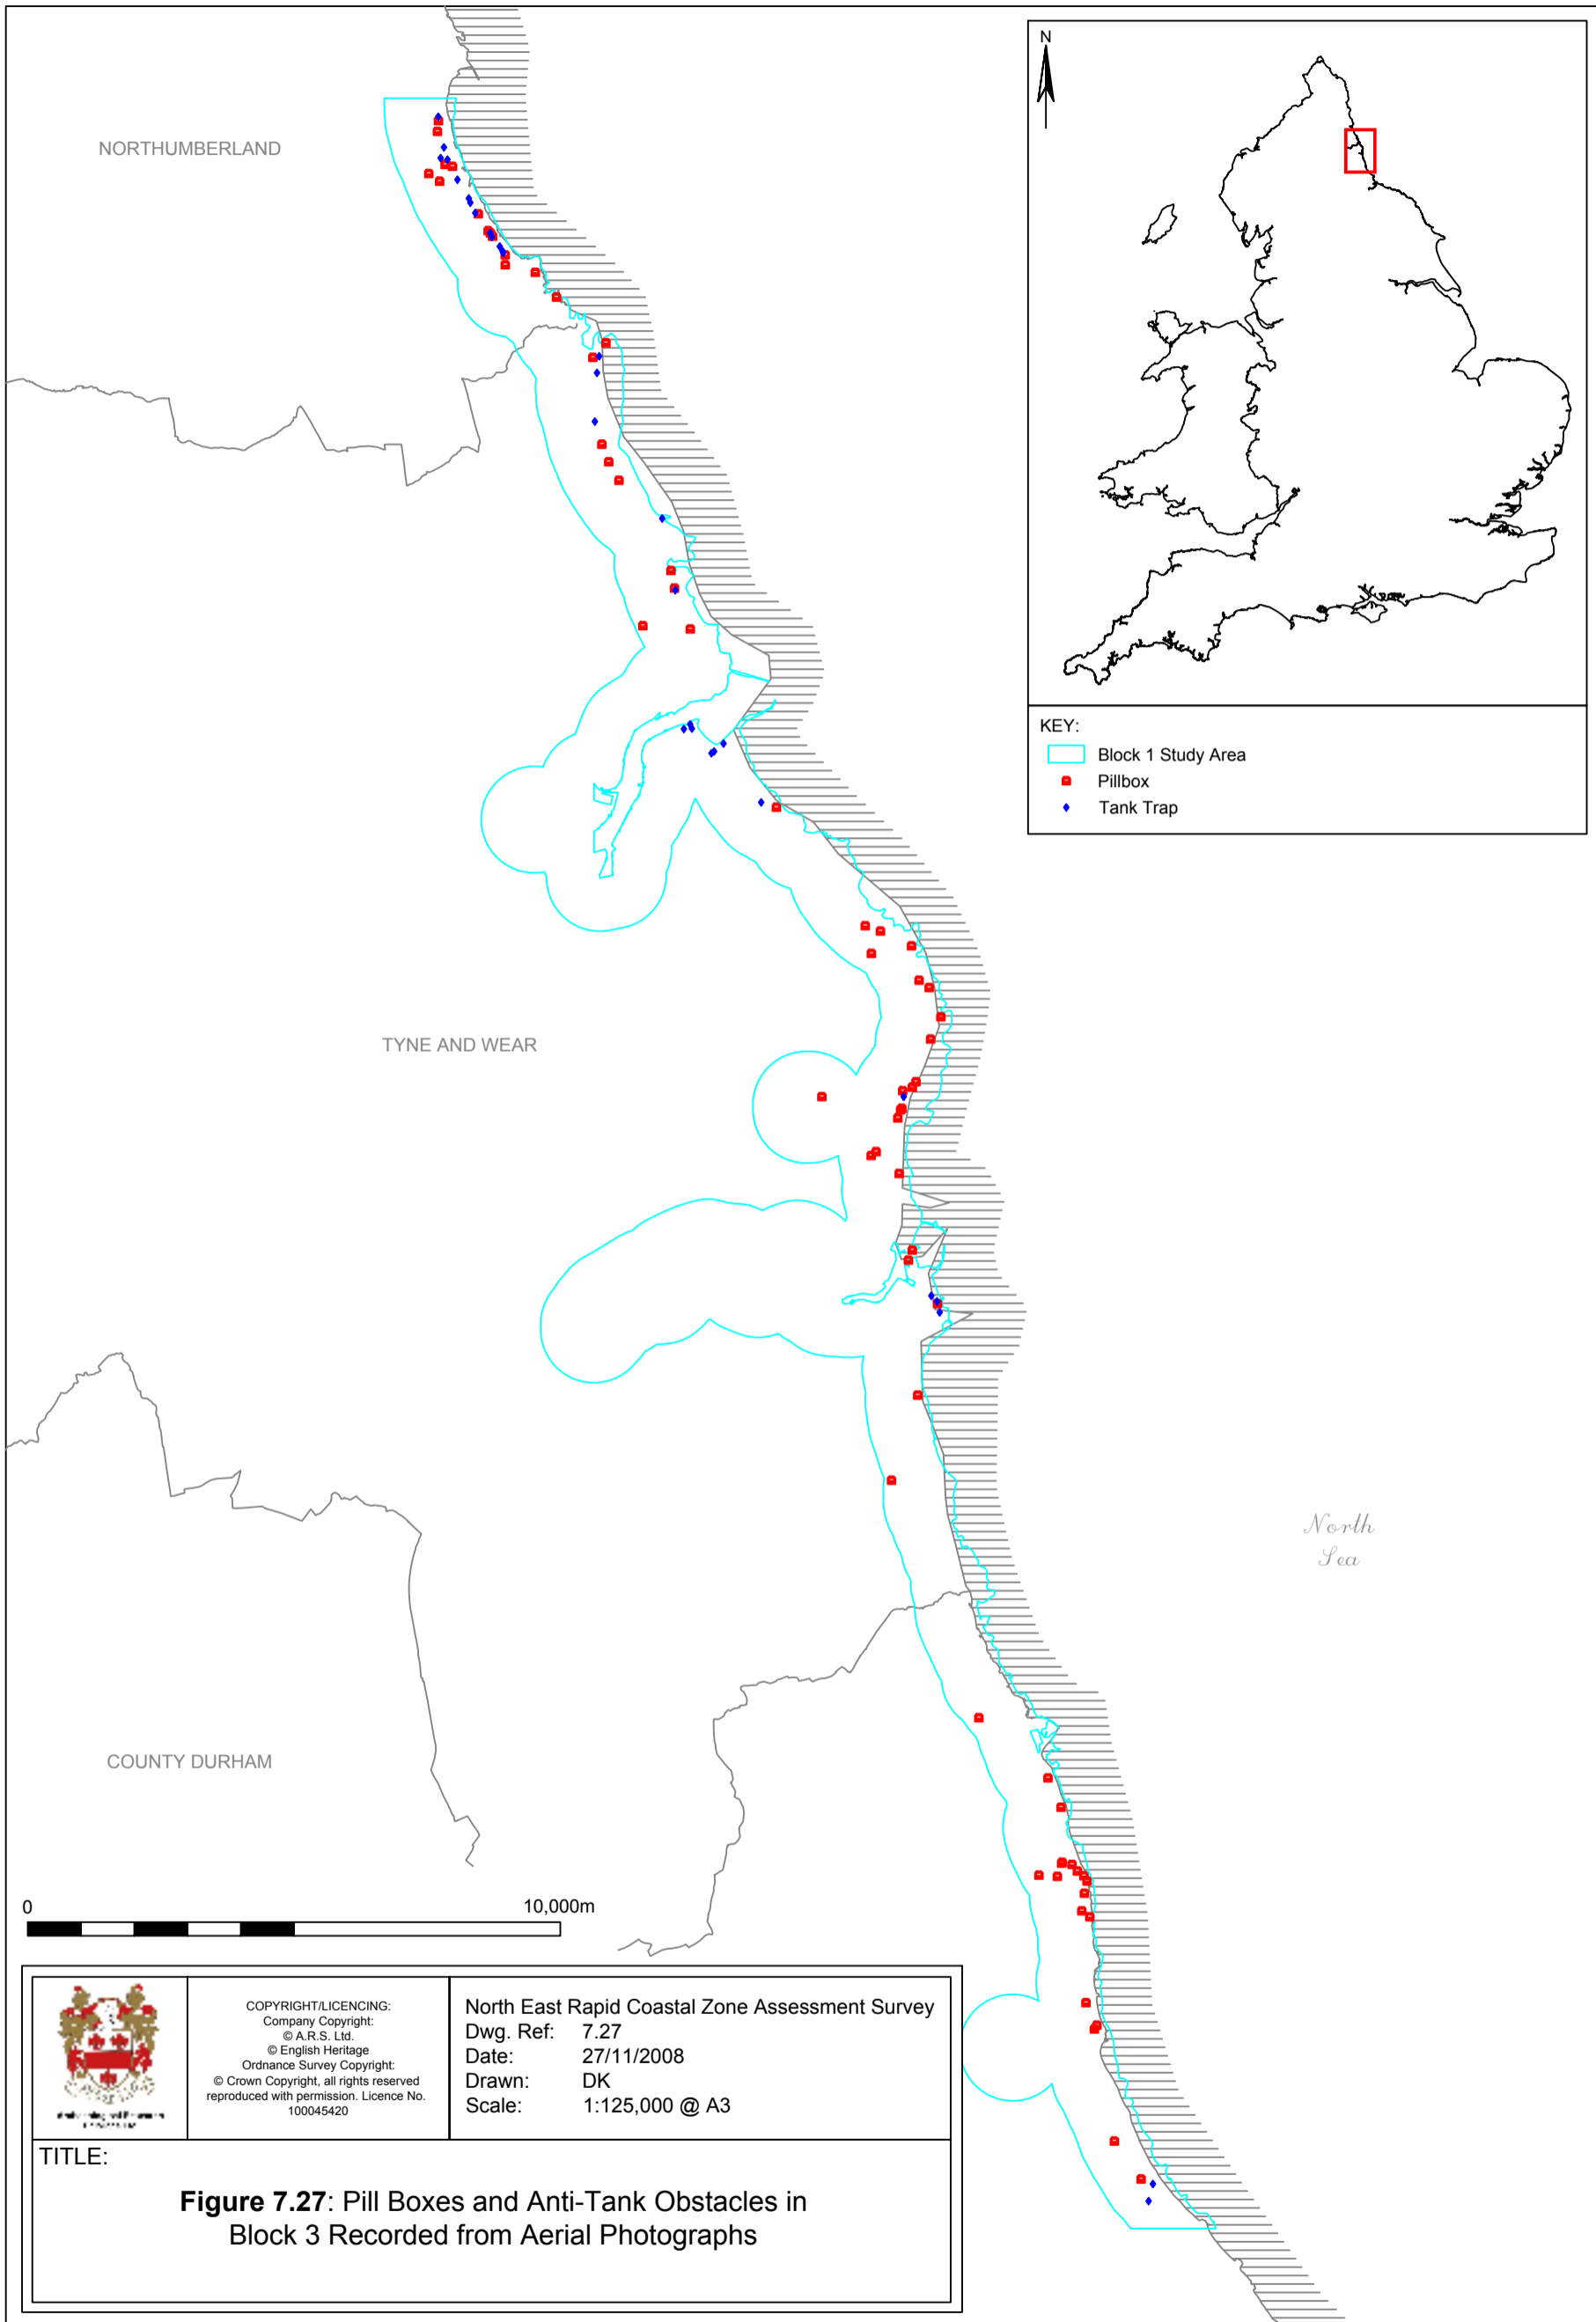 N
NORTHUMBERLAND
KEY:
Block 1 Study Area
Pillbox
Tank Trap
TYNE AND WEAR
North
Sea
COUNTY DURHAM
0 10,000m
COPYRIGHT/LICENCING:
Company Copyright:
© A.R.S. Ltd.
© English Heritage
Ordnance Survey Copyright:
© Crown Copyright, all rights reserved
reproduced with permission. Licence No.
100045420
North East Rapid Coastal Zone Assessment Survey
Dwg. Ref: 7.27
Date: 27/11/2008
Drawn: DK
Scale: 1:125,000 @ A3
TITLE:
Figure 7.27: Pill Boxes and Anti-Tank Obstacles in
Block 3 Recorded from Aerial Photographs